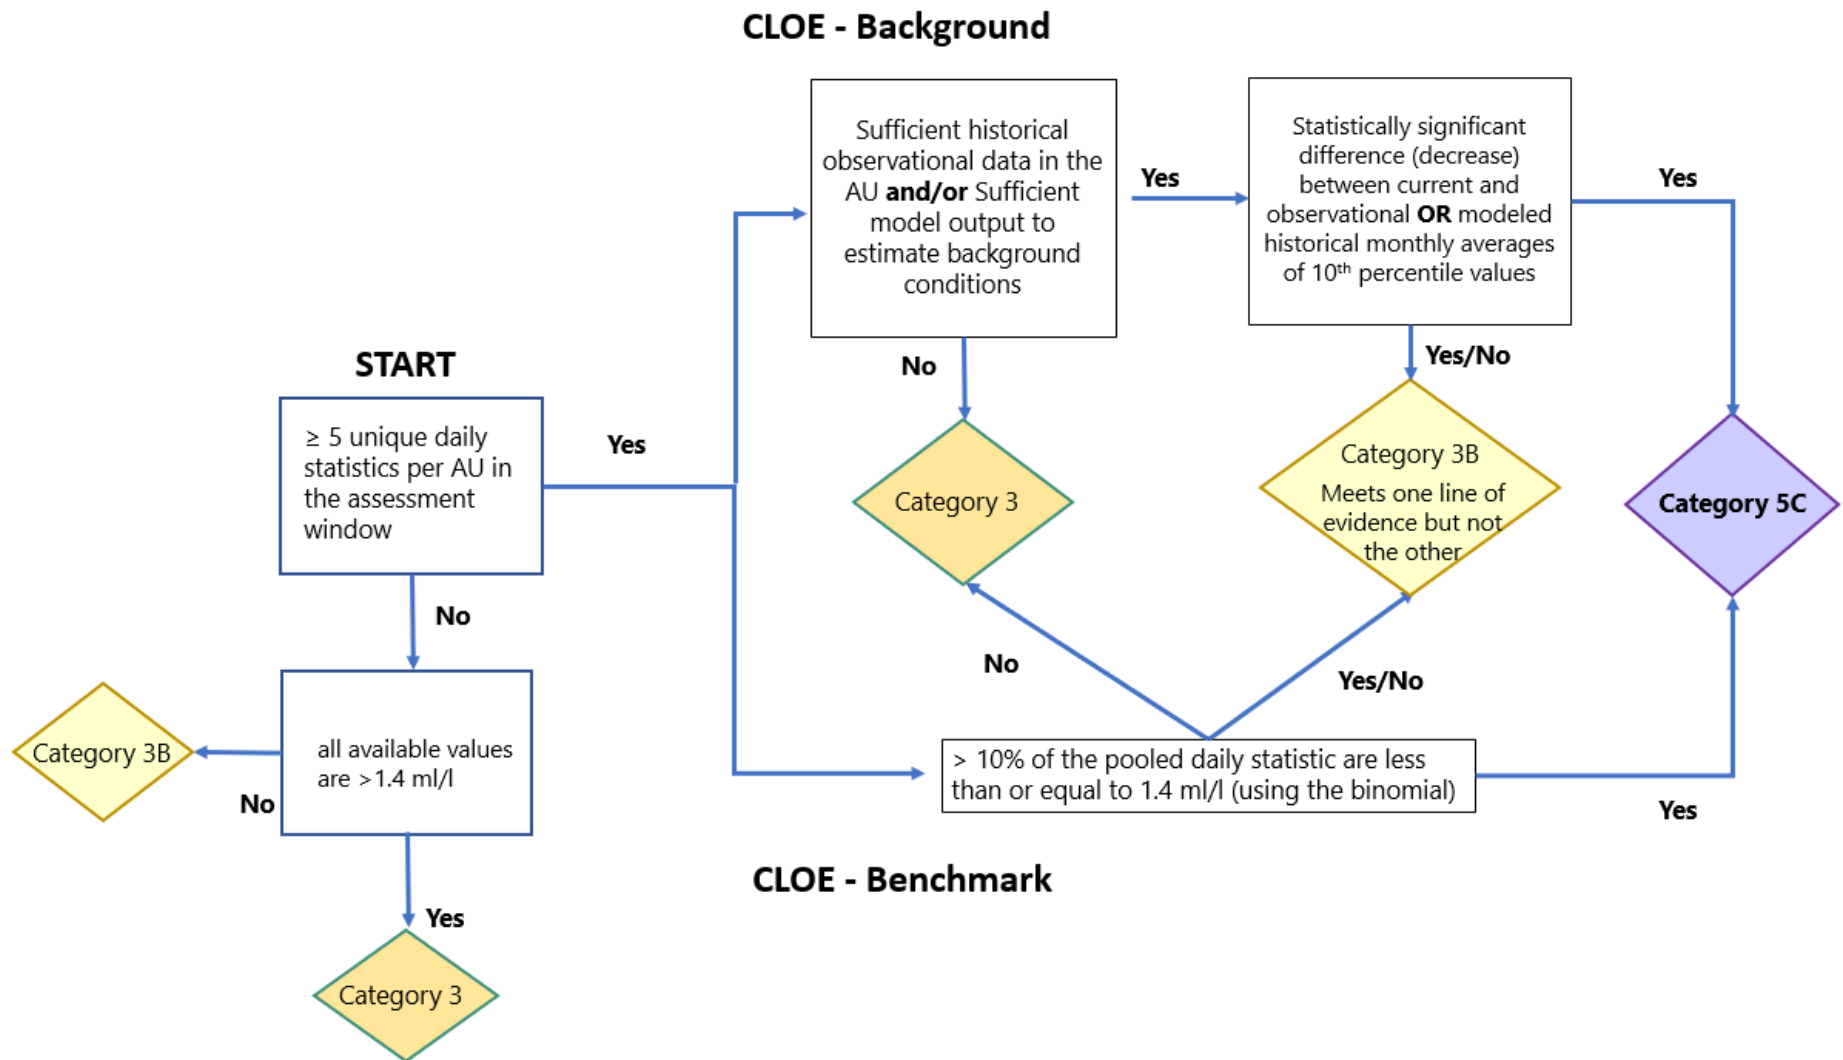 CLOE - Background
Sufficient historical
observational data in the
AU and/or Sufficient
model output to
estimate background
conditions
Yes
Statistically significant
difference (decrease)
between current and
observational OR modeled
historical monthly averages
of 10th percentile values
Yes
No
Yes/No
START
≥ 5 unique daily
statistics per AU in
the assessment
window
Yes
Category 3
Category 3B
Meets one line of
evidence but not
the other
Category 5C
No
No
Yes/No
Category 3B
No
all available values
are >1.4 ml/l
> 10% of the pooled daily statistic are less
than or equal to 1.4 ml/l (using the binomial)
Yes
CLOE - Benchmark
Yes
Category 3